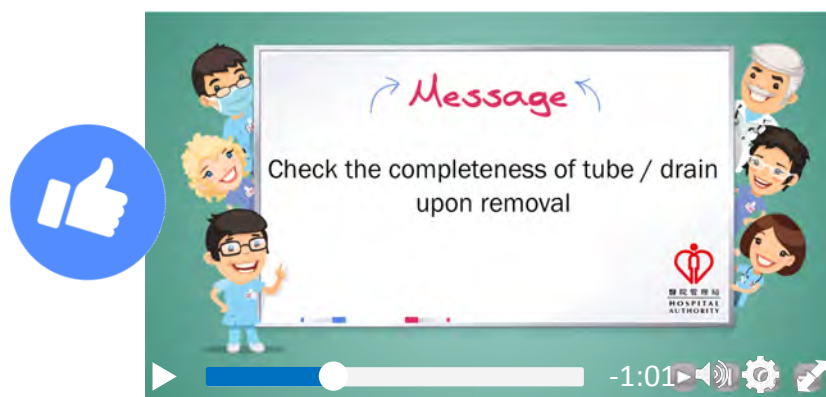 Message
Check the completeness of tube / drain
upon removal
醫院管理局
HOSPITAL
AUTHORITY
-1:01